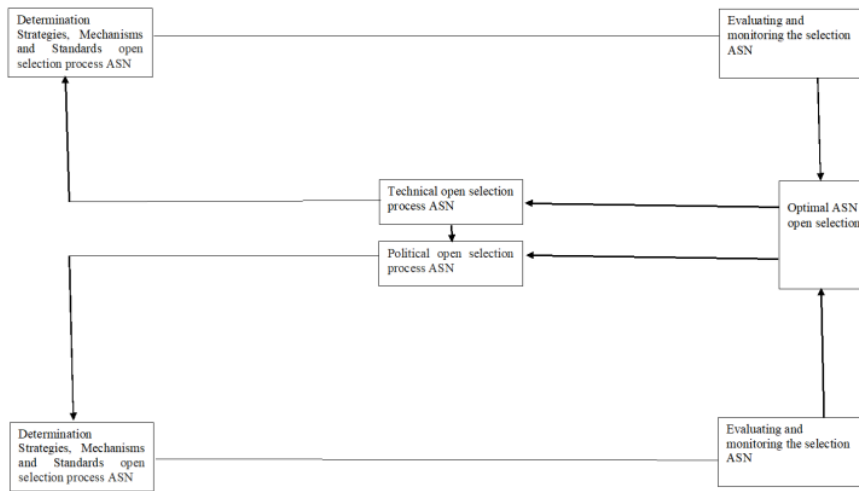 Determination
Strategies, Mechanisms
and Standards open
selection process ASN
Evaluating and
monitoring the selection
ASN
Technical open selection
process ASN
Optimal ASN
open selection
Political open selection
process ASN
Determination
Strategies, Mechanisms
and Standards open
selection process ASN
Evaluating and
monitoring the selection
ASN